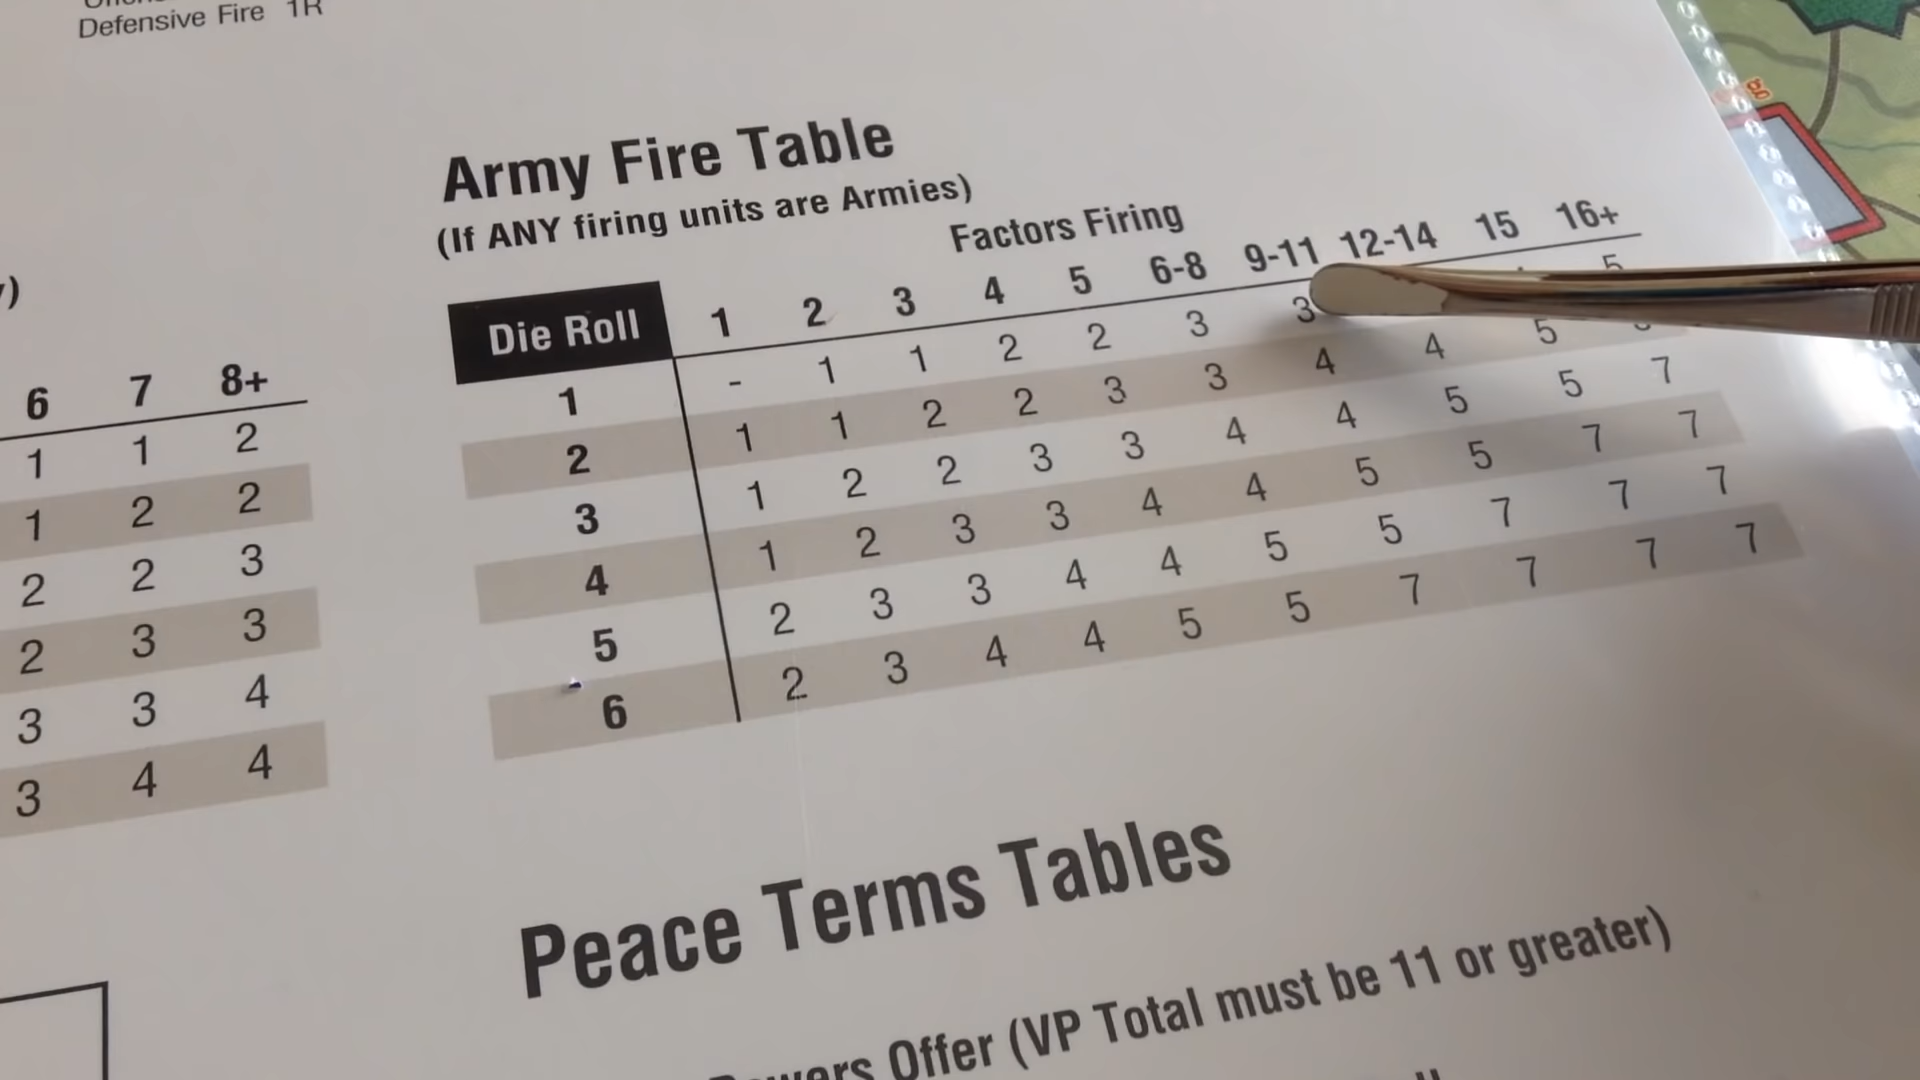 Defensive Fire 1R
6 7 8+
1 1 2
1 2 2
2 2 3
2 3 3
3 3 4
3 4 4
Army Fire Table
(If ANY firing units are Armies)
Factors Firing
Die Roll 1 2 3 4 5 6-8 9-11 12-14 15 16+
1 - 1 1 2 2 3 3 5
2 1 1 2 2 3 3 4 4 5
3 1 2 2 3 3 4 4 5 5 7
4 1 2 3 3 4 4 5 5 7 7
5 2 3 3 4 4 5 5 7 7 7
6 2 3 4 4 5 5 7 7 7 7
Peace Terms Tables
Offer (VP Total must be 11 or greater)